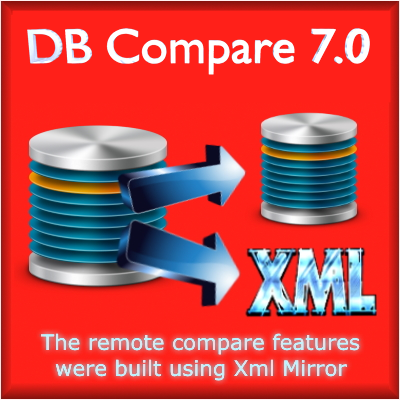 DB Compare 7.0
XML
The remote compare features
were built using Xml Mirror